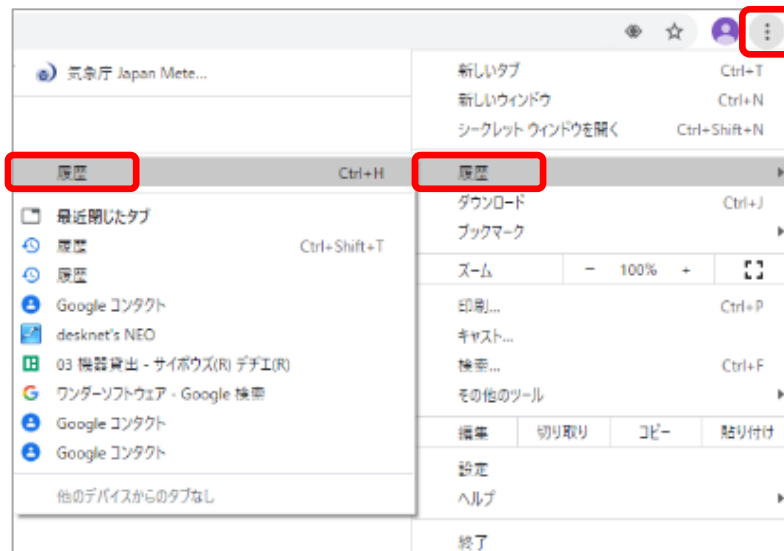 気象庁 Japan Mete...
新しいタブ Ctrl+T
新しいウィンドウ Ctrl+N
シークレット ウィンドウを開く Ctrl+Shift+N
履歴 Ctrl+H
履歴
最近閉じたタブ
履歴 Ctrl+Shift+T
履歴
Google コンタクト
desknet's NEO
03 機器貸出 - サイボウズ(R) デヂエ(R)
ワンダーソフトウェア - Google 検索
Google コンタクト
Google コンタクト
他のデバイスからのタブなし
ダウンロード Ctrl+J
ブックマーク
ズーム - 100% +
印刷... Ctrl+P
キャスト...
検索... Ctrl+F
その他のツール
編集 切り取り コピー 貼り付け
設定
ヘルプ
終了